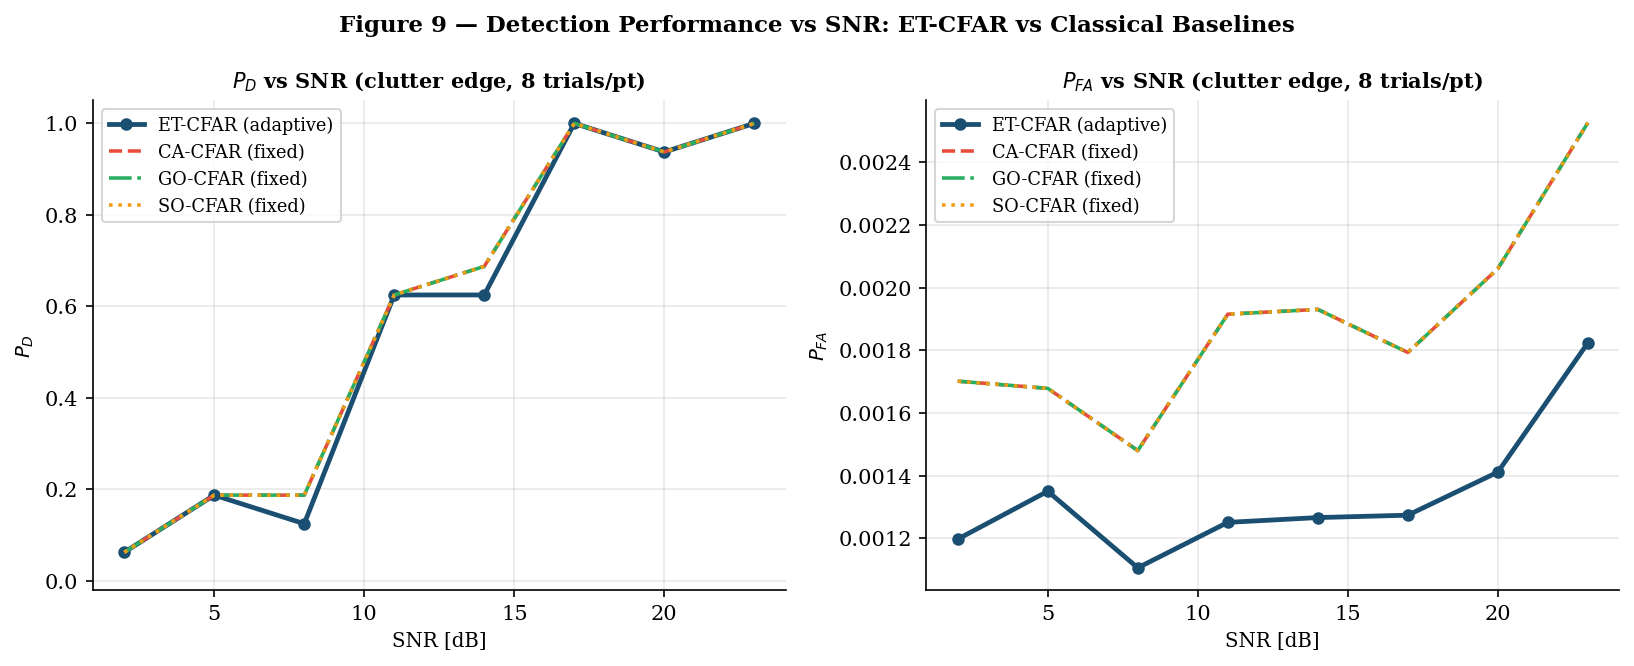 Figure 9 — Detection Performance vs SNR: ET-CFAR vs Classical Baselines
P_D vs SNR (clutter edge, 8 trials/pt)
ET-CFAR (adaptive)
CA-CFAR (fixed)
GO-CFAR (fixed)
SO-CFAR (fixed)
1.0
0.8
0.6
0.4
0.2
0.0
P_D
5 10 15 20
SNR [dB]
P_FA vs SNR (clutter edge, 8 trials/pt)
ET-CFAR (adaptive)
CA-CFAR (fixed)
GO-CFAR (fixed)
SO-CFAR (fixed)
0.0024
0.0022
0.0020
0.0018
0.0016
0.0014
0.0012
P_FA
5 10 15 20
SNR [dB]